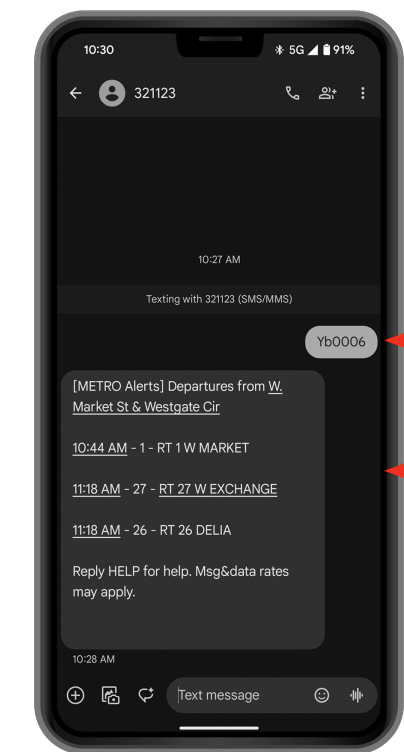 10:30
5G 91%
321123
10:27 AM
Texting with 321123 (SMS/MMS)
Yb0006
[METRO Alerts] Departures from W.
Market St & Westgate Cir
10:44 AM - 1 - RT 1 W MARKET
11:18 AM - 27 - RT 27 W EXCHANGE
11:18 AM - 26 - RT 26 DELIA
Reply HELP for help. Msg&data rates
may apply.
10:28 AM
Text message